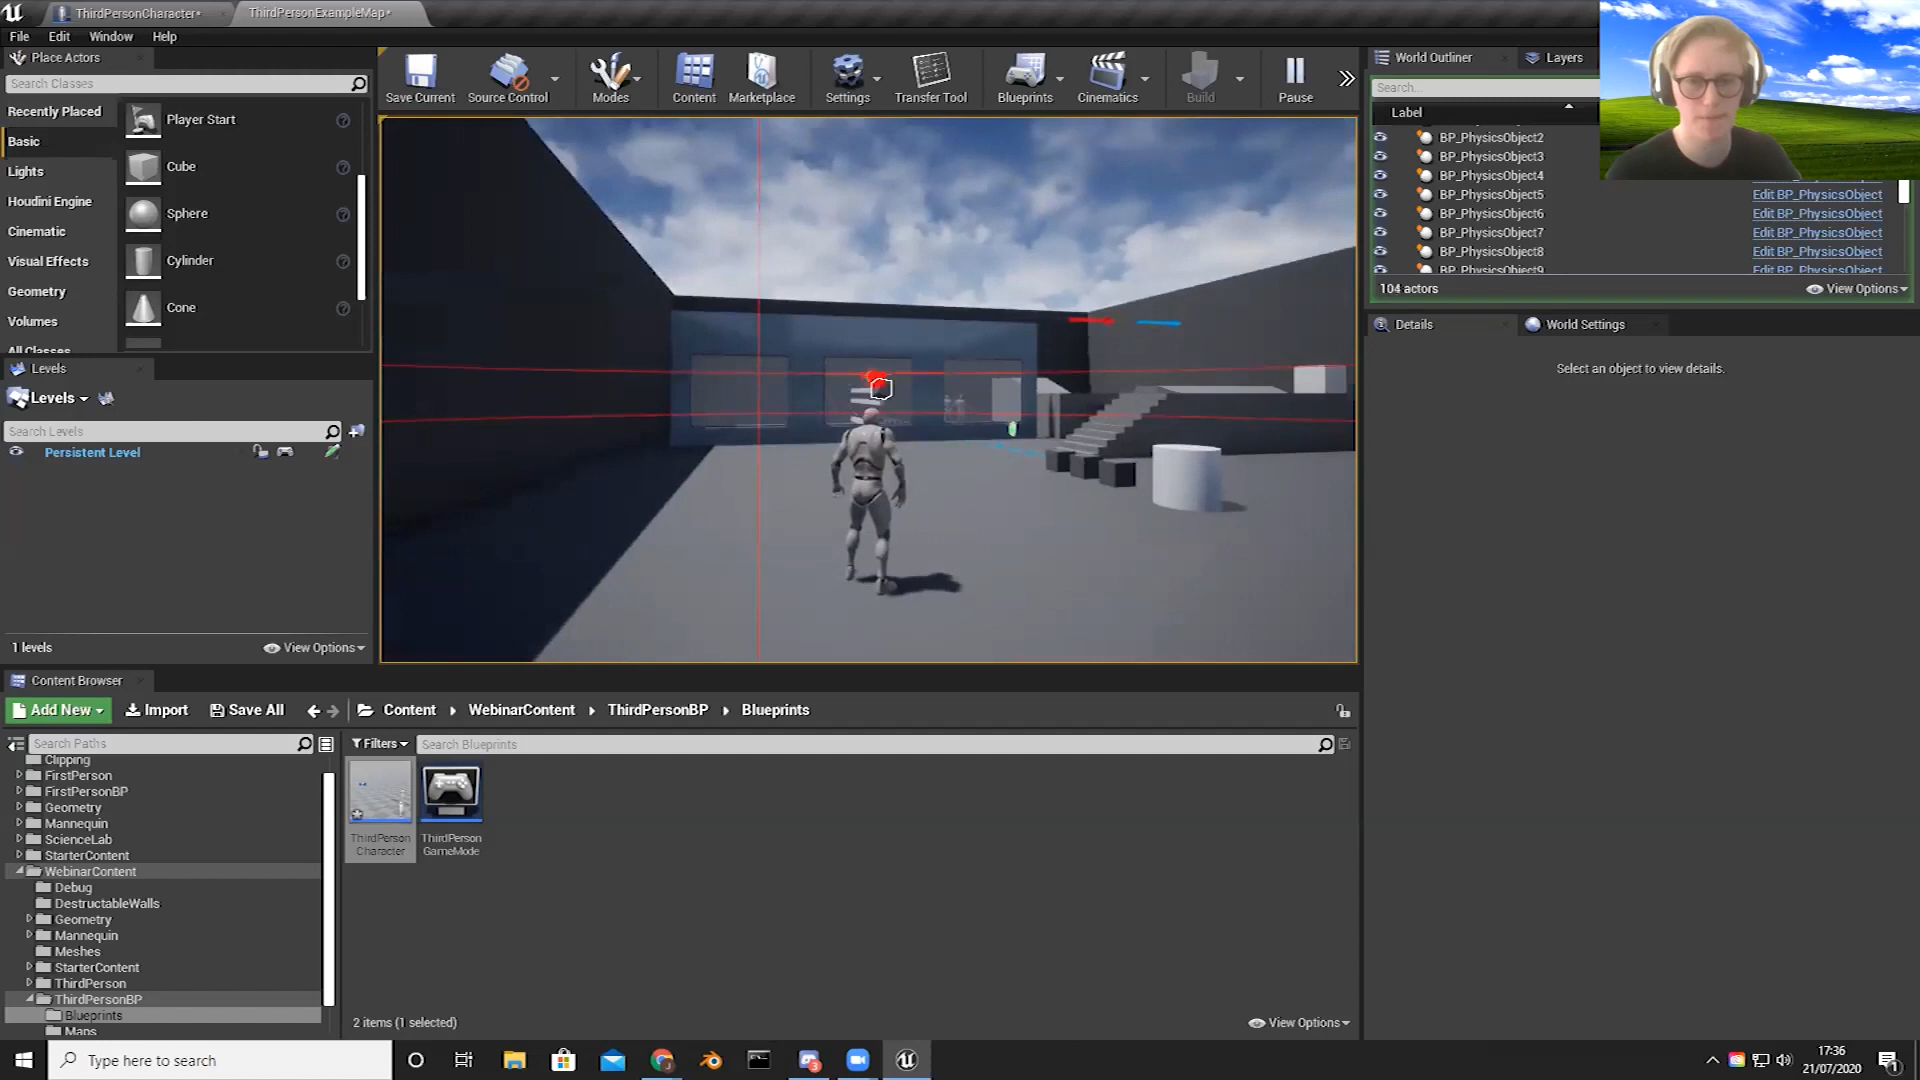 ThirdPersonCharacter*
ThirdPersonExampleMap*
File Edit Window Help
Place Actors
Search Classes
Recently Placed
Basic
Lights
Houdini Engine
Cinematic
Visual Effects
Geometry
Volumes
All Classes
Player Start
Cube
Sphere
Cylinder
Cone
Levels
Levels
Search Levels
Persistent Level
1 levels
View Options
Save Current
Source Control
Modes
Content
Marketplace
Settings
Transfer Tool
Blueprints
Cinematics
Build
Pause
World Outliner
Layers
Search...
Label
BP_PhysicsObject2
BP_PhysicsObject3
BP_PhysicsObject4
BP_PhysicsObject5 Edit BP_PhysicsObject
BP_PhysicsObject6 Edit BP_PhysicsObject
BP_PhysicsObject7 Edit BP_PhysicsObject
BP_PhysicsObject8 Edit BP_PhysicsObject
BP_PhysicsObject9 Edit BP_PhysicsObject
104 actors
View Options
Details
World Settings
Select an object to view details.
Content Browser
Add New
Import
Save All
Content
WebinarContent
ThirdPersonBP
Blueprints
Search Paths
Filters
Search Blueprints
Clipping
FirstPerson
FirstPersonBP
Geometry
Mannequin
ScienceLab
StarterContent
WebinarContent
Debug
DestructableWalls
Geometry
Mannequin
Meshes
StarterContent
ThirdPerson
ThirdPersonBP
Blueprints
Maps
ThirdPerson
Character
ThirdPerson
GameMode
2 items (1 selected)
View Options
Type here to search
17:36
21/07/2020